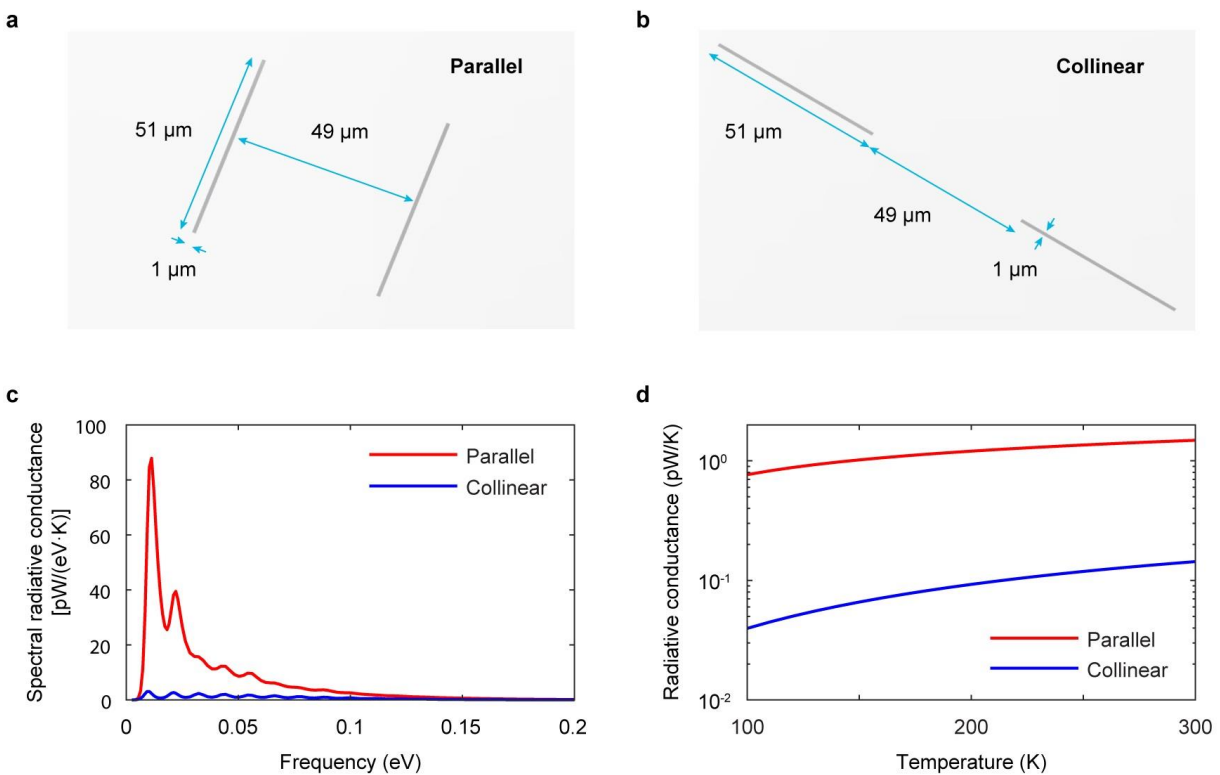 a
Parallel
51 µm
49 µm
1 µm
b
Collinear
51 µm
49 µm
1 µm
c
Spectral radiative conductance
[pW/(eV·K)]
100
80
60
40
20
0
Parallel
Collinear
0 0.05 0.1 0.15 0.2
Frequency (eV)
d
Radiative conductance (pW/K)
10⁰
10⁻¹
10⁻²
Parallel
Collinear
100 200 300
Temperature (K)